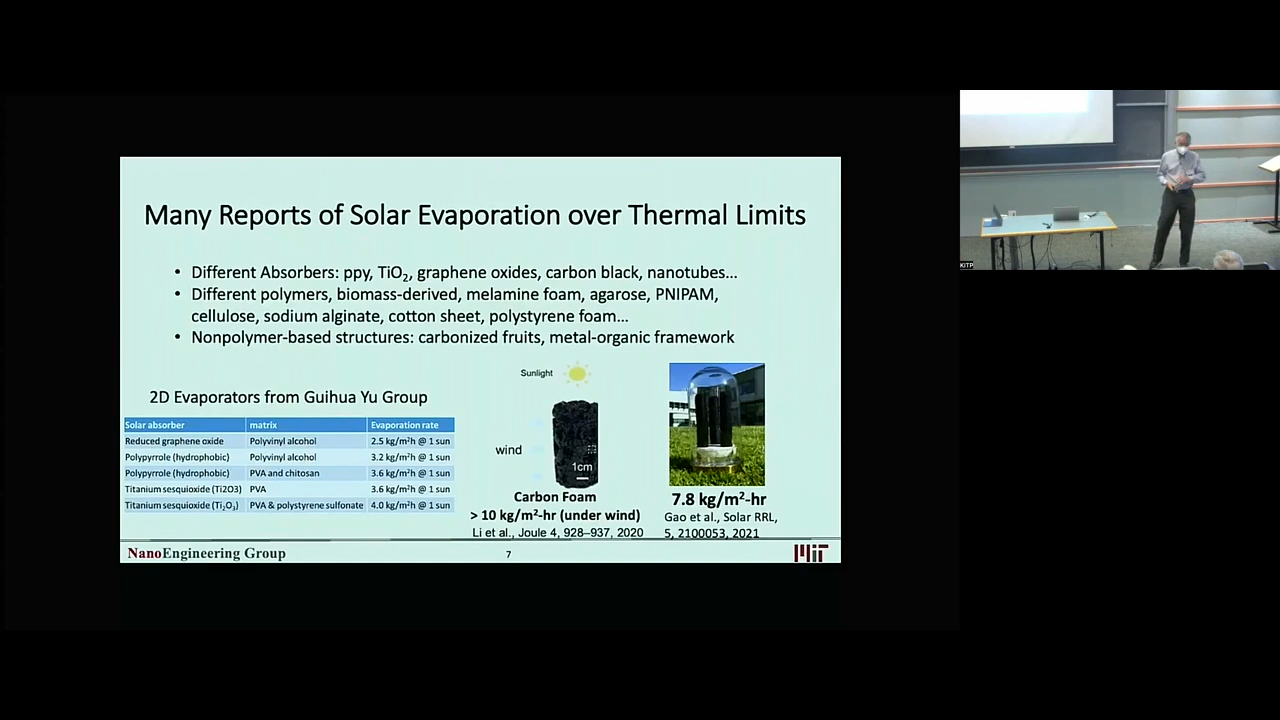 Many Reports of Solar Evaporation over Thermal Limits
• Different Absorbers: ppy, TiO₂, graphene oxides, carbon black, nanotubes...
• Different polymers, biomass-derived, melamine foam, agarose, PNIPAM,
cellulose, sodium alginate, cotton sheet, polystyrene foam...
• Nonpolymer-based structures: carbonized fruits, metal-organic framework
2D Evaporators from Guihua Yu Group
Solar absorber matrix Evaporation rate
Reduced graphene oxide Polyvinyl alcohol 2.5 kg/m²h @ 1 sun
Polypyrrole (hydrophobic) Polyvinyl alcohol 3.2 kg/m²h @ 1 sun
Polypyrrole (hydrophobic) PVA and chitosan 3.6 kg/m²h @ 1 sun
Titanium sesquioxide (Ti2O3) PVA 3.6 kg/m²h @ 1 sun
Titanium sesquioxide (Ti₂O₃) PVA & polystyrene sulfonate 4.0 kg/m²h @ 1 sun
Sunlight
wind
1cm
Carbon Foam
> 10 kg/m²-hr (under wind)
Li et al., Joule 4, 928–937, 2020
7.8 kg/m²-hr
Gao et al., Solar RRL,
5, 2100053, 2021
NanoEngineering Group
7
MIT
KITP